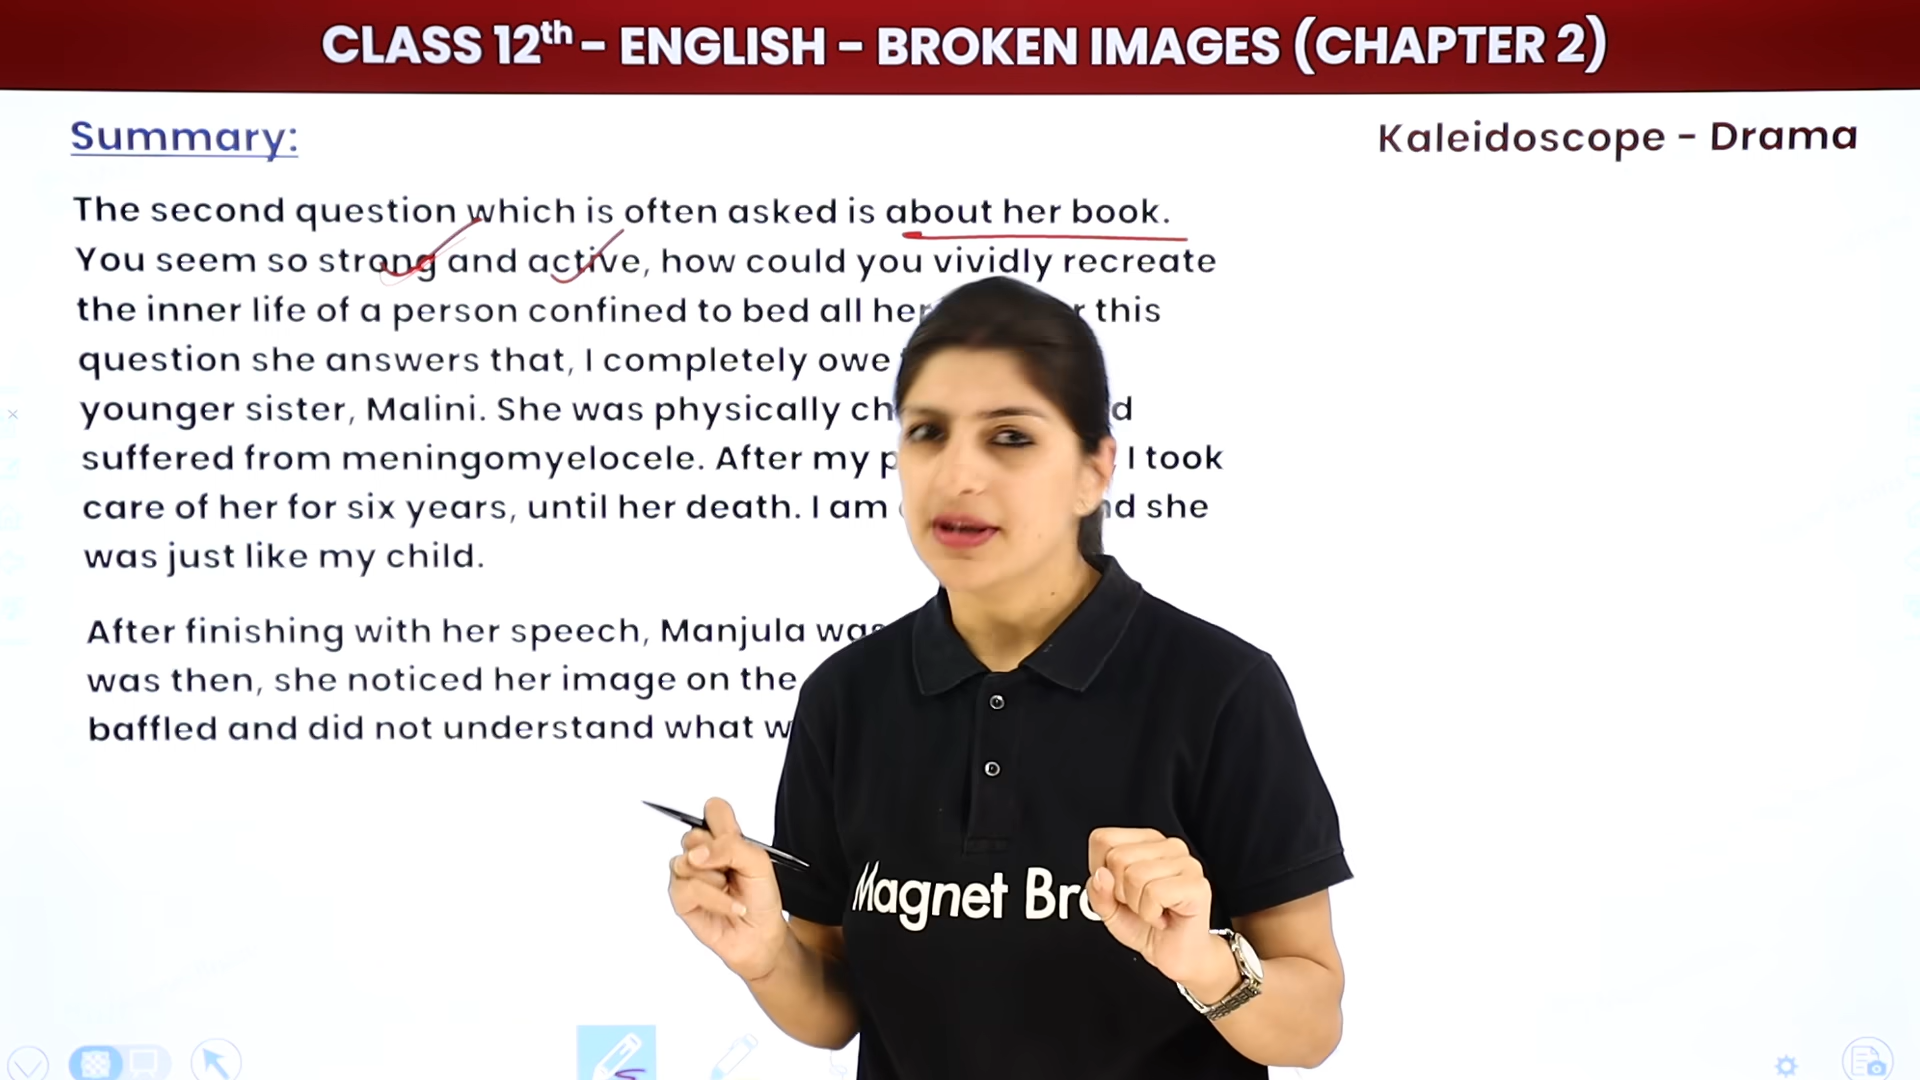 CLASS 12th - ENGLISH - BROKEN IMAGES (CHAPTER 2)
Summary:
Kaleidoscope - Drama
The second question which is often asked is about her book.
You seem so strong and active, how could you vividly recreate
the inner life of a person confined to bed all her this
question she answers that, I completely owe
younger sister, Malini. She was physically
suffered from meningomyelocele. After my I took
care of her for six years, until her death. I am she
was just like my child.
After finishing with her speech, Manjula was
was then, she noticed her image on the
baffled and did not understand what
Magnet